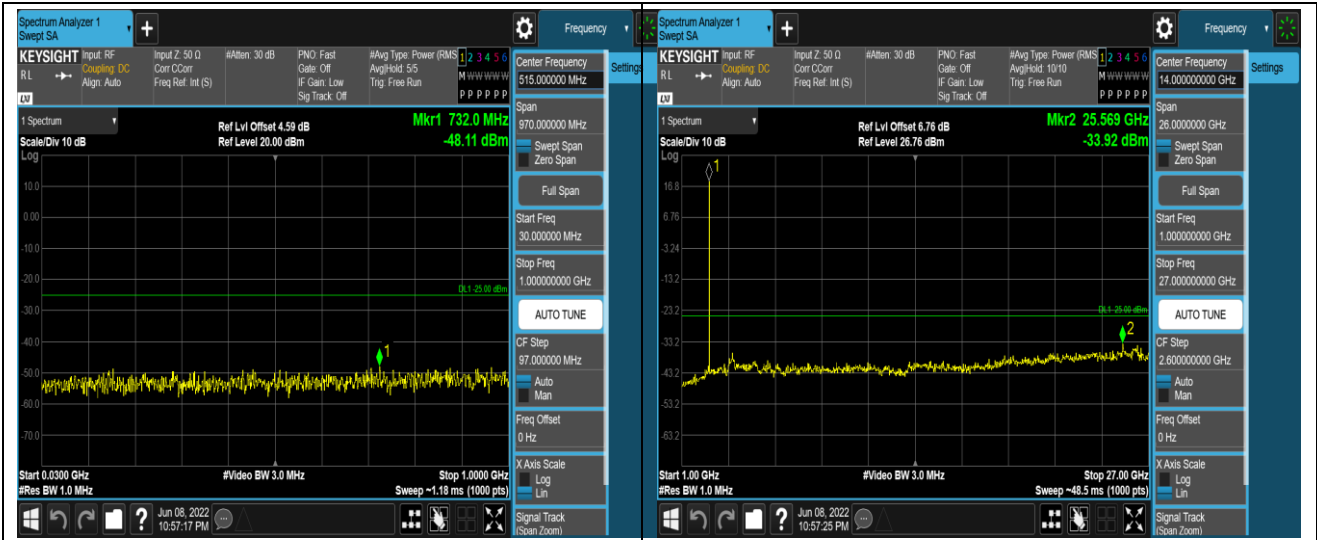 Spectrum Analyzer 1
Swept SA
+
Frequency
KEYSIGHT
RL
LXI
Input: RF
Coupling: DC
Align: Auto
Input Z: 50 Ω
Corr CCorr
Freq Ref: Int (S)
#Atten: 30 dB
PNO: Fast
Gate: Off
IF Gain: Low
Sig Track: Off
#Avg Type: Power (RMS
Avg|Hold: 5/5
Trig: Free Run
1 2 3 4 5 6
M W W W W W
P P P P P P
Center Frequency
515.000000 MHz
Settings
Span
970.000000 MHz
Swept Span
Zero Span
Full Span
Start Freq
30.000000 MHz
Stop Freq
1.000000000 GHz
AUTO TUNE
CF Step
97.000000 MHz
Auto
Man
Freq Offset
0 Hz
X Axis Scale
Log
Lin
Signal Track
(Span Zoom)
1 Spectrum
Scale/Div 10 dB
Log
Ref Lvl Offset 4.59 dB
Ref Level 20.00 dBm
Mkr1 732.0 MHz
-48.11 dBm
10.0
0.00
-10.0
-20.0
DL1 -25.00 dBm
-30.0
-40.0
1
-50.0
-60.0
-70.0
Start 0.0300 GHz
#Res BW 1.0 MHz
#Video BW 3.0 MHz
Stop 1.0000 GHz
Sweep ~1.18 ms (1000 pts)
?
Jun 08, 2022
10:57:17 PM
Spectrum Analyzer 1
Swept SA
+
Frequency
KEYSIGHT
RL
LXI
Input: RF
Coupling: DC
Align: Auto
Input Z: 50 Ω
Corr CCorr
Freq Ref: Int (S)
#Atten: 30 dB
PNO: Fast
Gate: Off
IF Gain: Low
Sig Track: Off
#Avg Type: Power (RMS
Avg|Hold: 10/10
Trig: Free Run
1 2 3 4 5 6
M W W W W W
P P P P P P
Center Frequency
14.000000000 GHz
Settings
Span
26.0000000 GHz
Swept Span
Zero Span
Full Span
Start Freq
1.000000000 GHz
Stop Freq
27.000000000 GHz
AUTO TUNE
CF Step
2.600000000 GHz
Auto
Man
Freq Offset
0 Hz
X Axis Scale
Log
Lin
Signal Track
(Span Zoom)
1 Spectrum
Scale/Div 10 dB
Log
Ref Lvl Offset 6.76 dB
Ref Level 26.76 dBm
Mkr2 25.569 GHz
-33.92 dBm
1
16.8
6.76
-3.24
-13.2
-23.2
DL1 -25.00 dBm
2
-33.2
-43.2
-53.2
-63.2
Start 1.00 GHz
#Res BW 1.0 MHz
#Video BW 3.0 MHz
Stop 27.00 GHz
Sweep ~48.5 ms (1000 pts)
?
Jun 08, 2022
10:57:25 PM